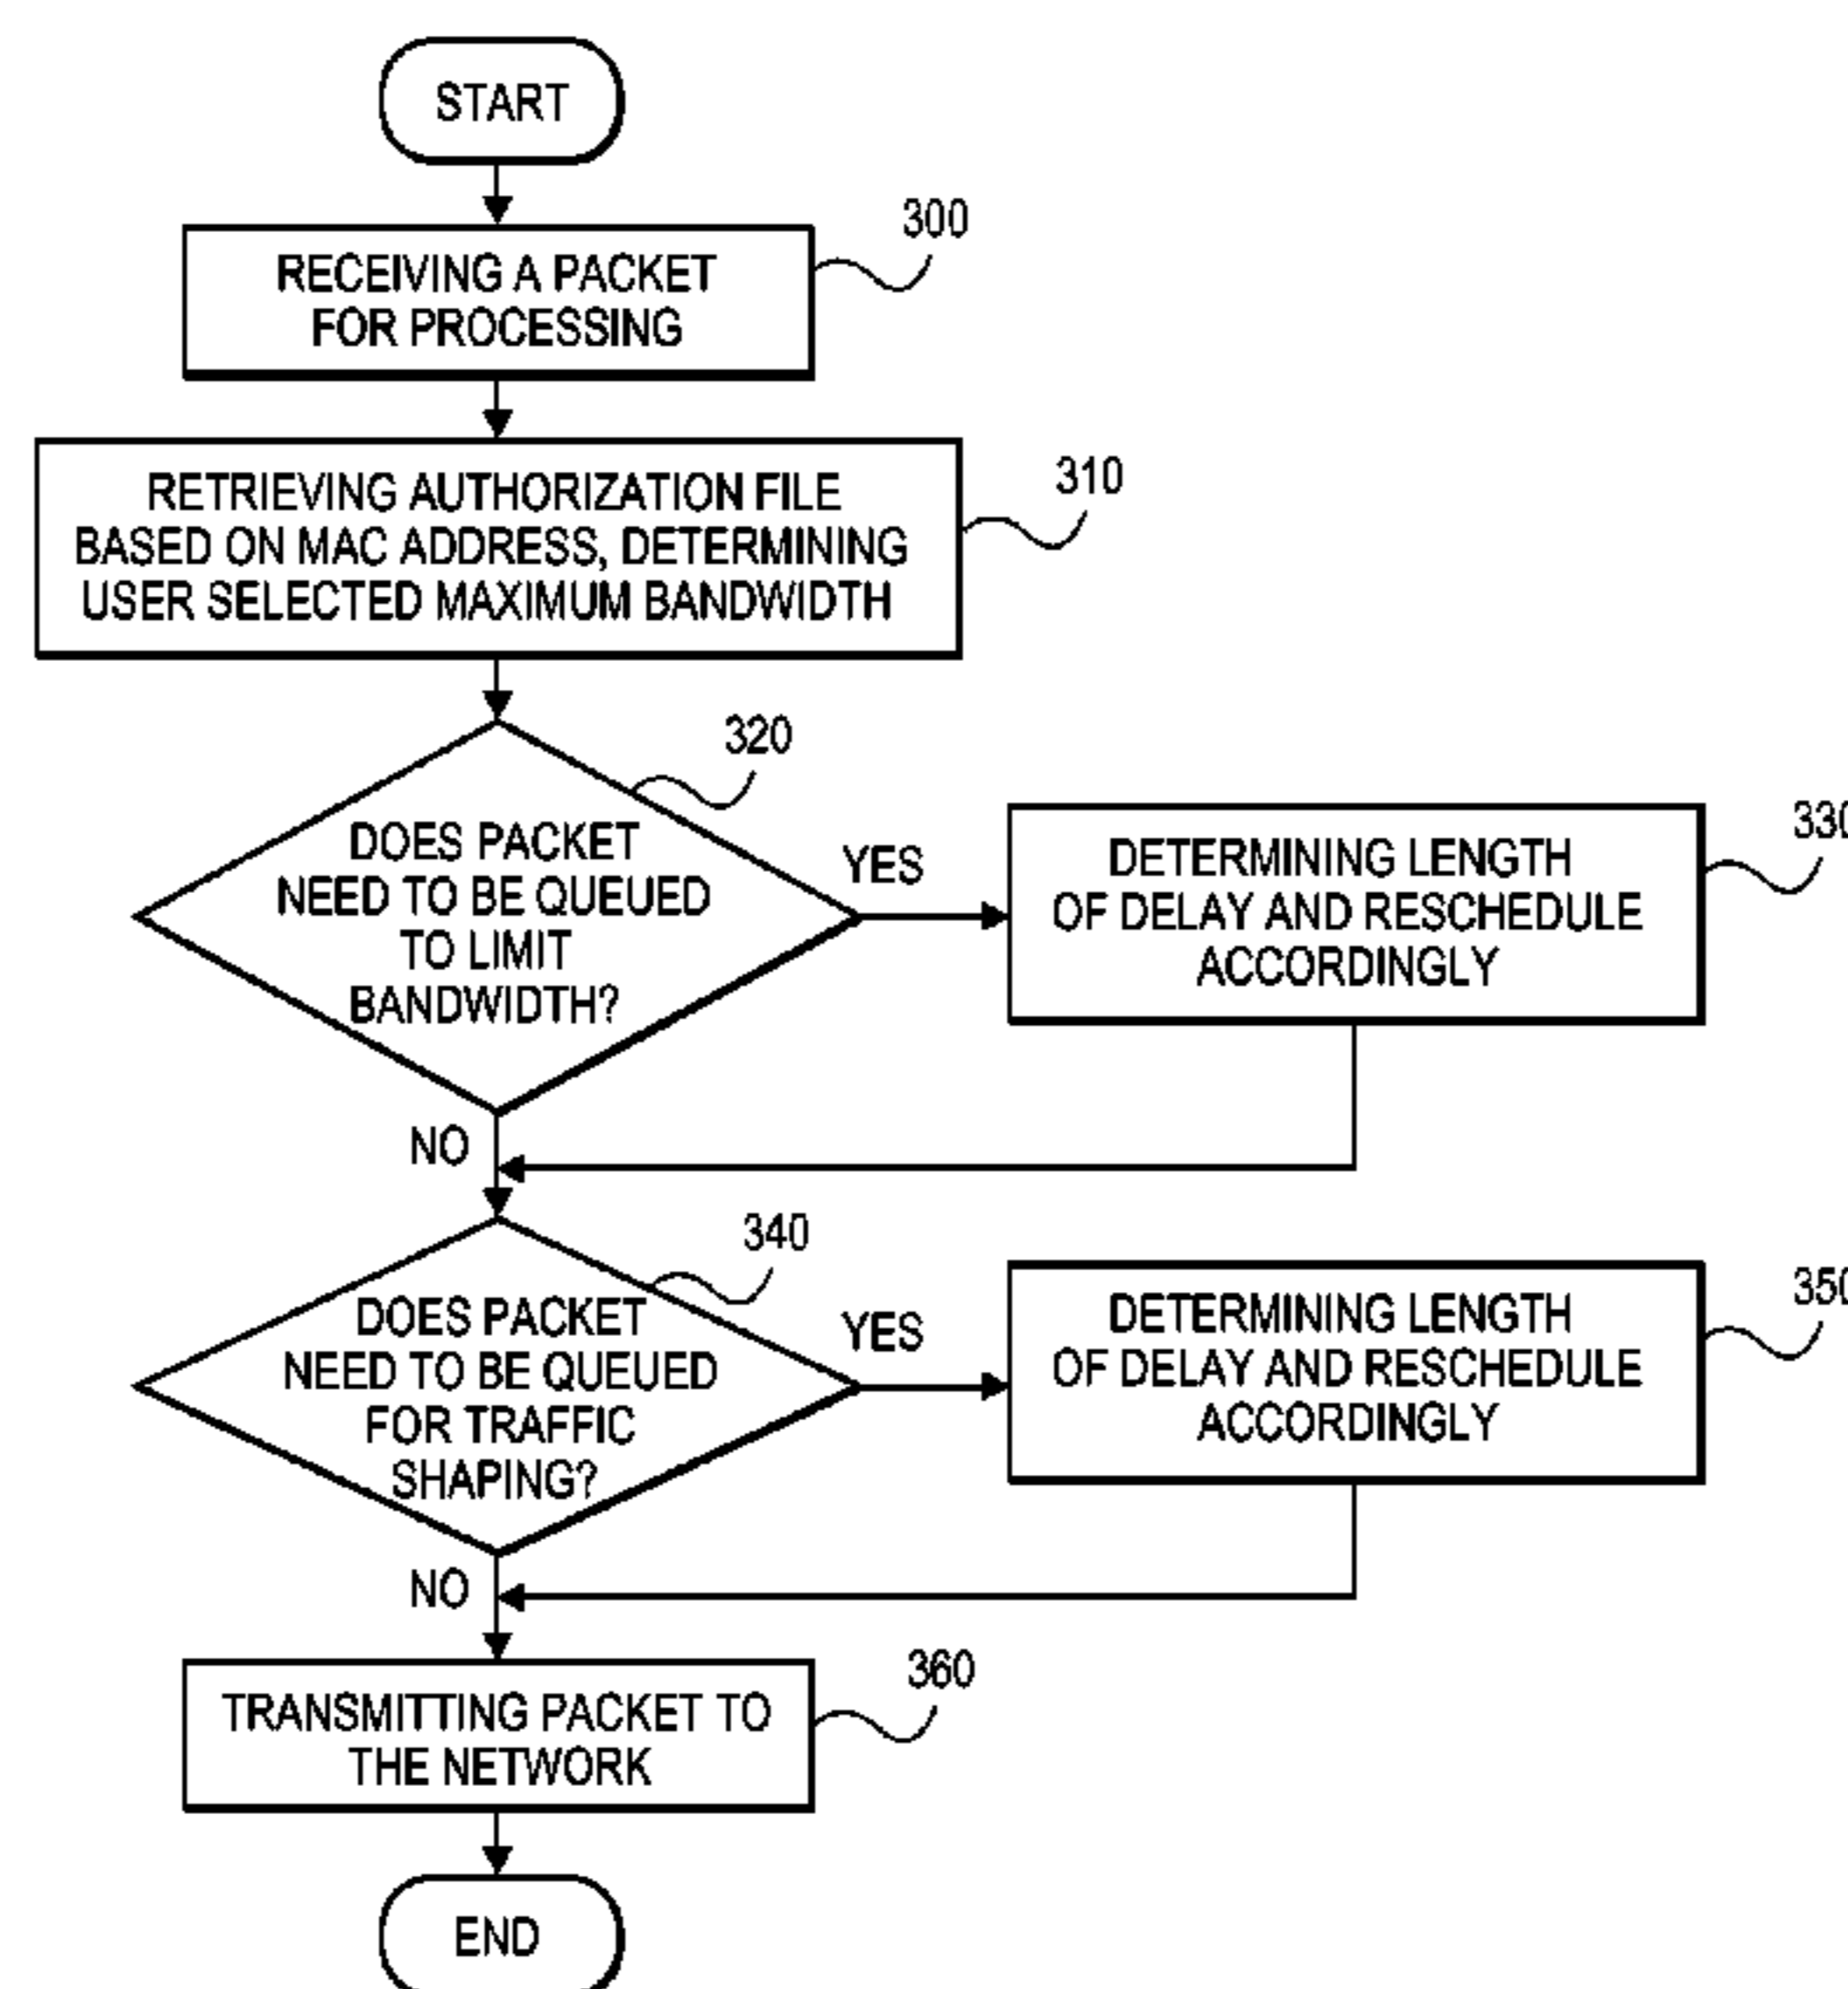 START
300
RECEIVING A PACKET
FOR PROCESSING
310
RETRIEVING AUTHORIZATION FILE
BASED ON MAC ADDRESS, DETERMINING
USER SELECTED MAXIMUM BANDWIDTH
320
DOES PACKET
NEED TO BE QUEUED
TO LIMIT
BANDWIDTH?
YES
330
DETERMINING LENGTH
OF DELAY AND RESCHEDULE
ACCORDINGLY
NO
340
DOES PACKET
NEED TO BE QUEUED
FOR TRAFFIC
SHAPING?
YES
350
DETERMINING LENGTH
OF DELAY AND RESCHEDULE
ACCORDINGLY
NO
360
TRANSMITTING PACKET TO
THE NETWORK
END